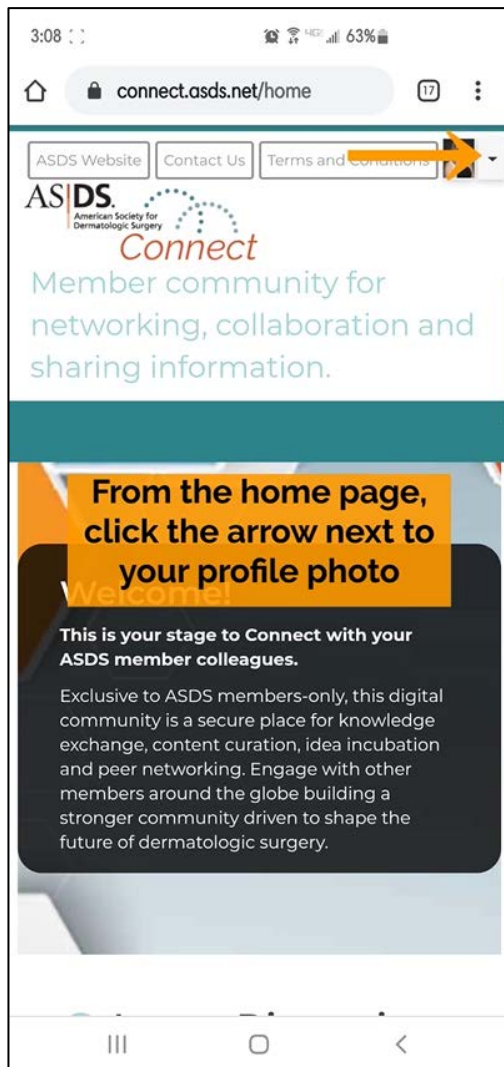 3:08
4GE 63%
connect.asds.net/home
17
ASDS Website Contact Us Terms and Conditions
ASDS.
American Society for
Dermatologic Surgery
Connect
Member community for
networking, collaboration and
sharing information.
From the home page,
click the arrow next to
your profile photo
Welcome!
This is your stage to Connect with your
ASDS member colleagues.
Exclusive to ASDS members-only, this digital
community is a secure place for knowledge
exchange, content curation, idea incubation
and peer networking. Engage with other
members around the globe building a
stronger community driven to shape the
future of dermatologic surgery.